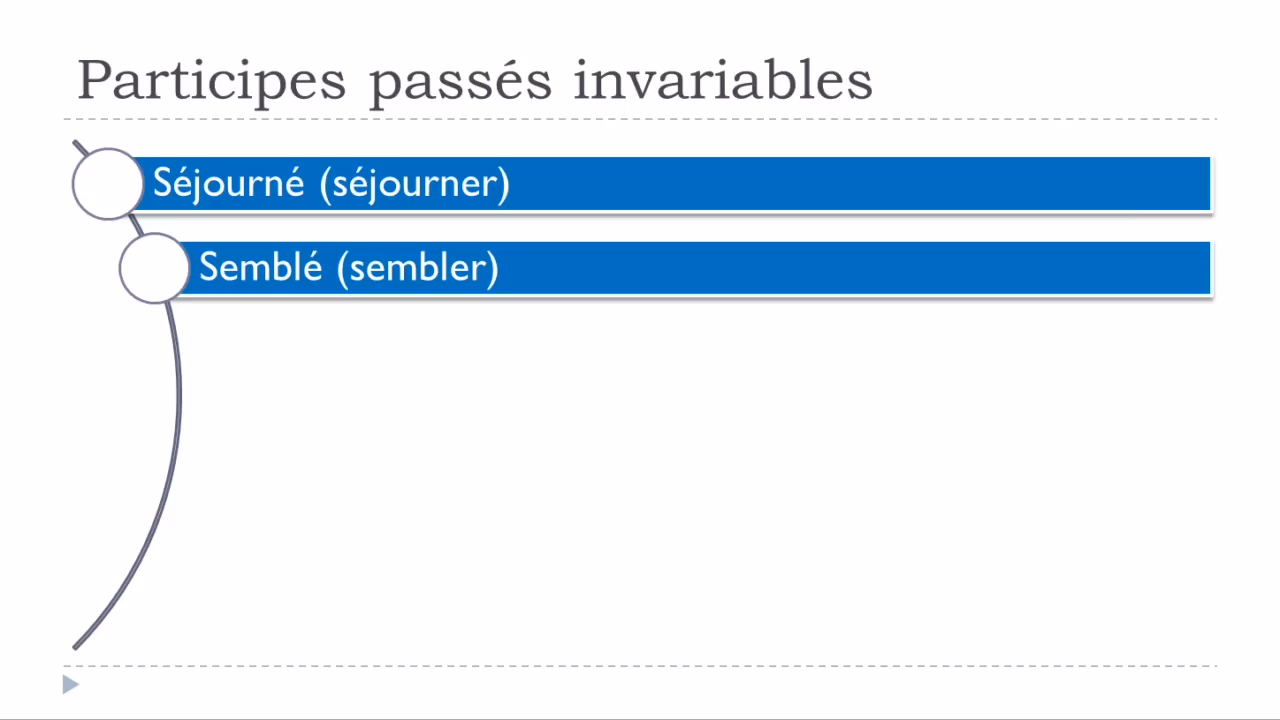 Participes passés invariables
Séjourné (séjourner)
Semblé (sembler)